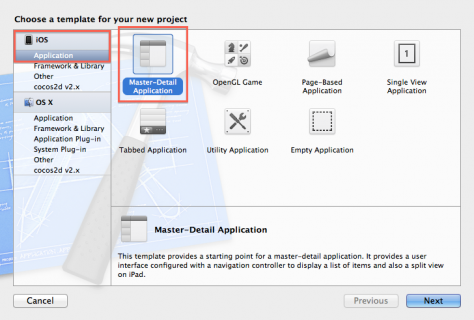 Choose a template for your new project
iOS
Application
Framework & Library
Other
cocos2d v2.x
OS X
Application
Framework & Library
Application Plug-in
System Plug-in
Other
cocos2d v2.x
Master-Detail
Application
OpenGL Game
Page-Based
Application
1
Single View
Application
Tabbed Application
Utility Application
Empty Application
Master-Detail Application
This template provides a starting point for a master-detail application. It provides a user
interface configured with a navigation controller to display a list of items and also a split view
on iPad.
Cancel
Previous
Next